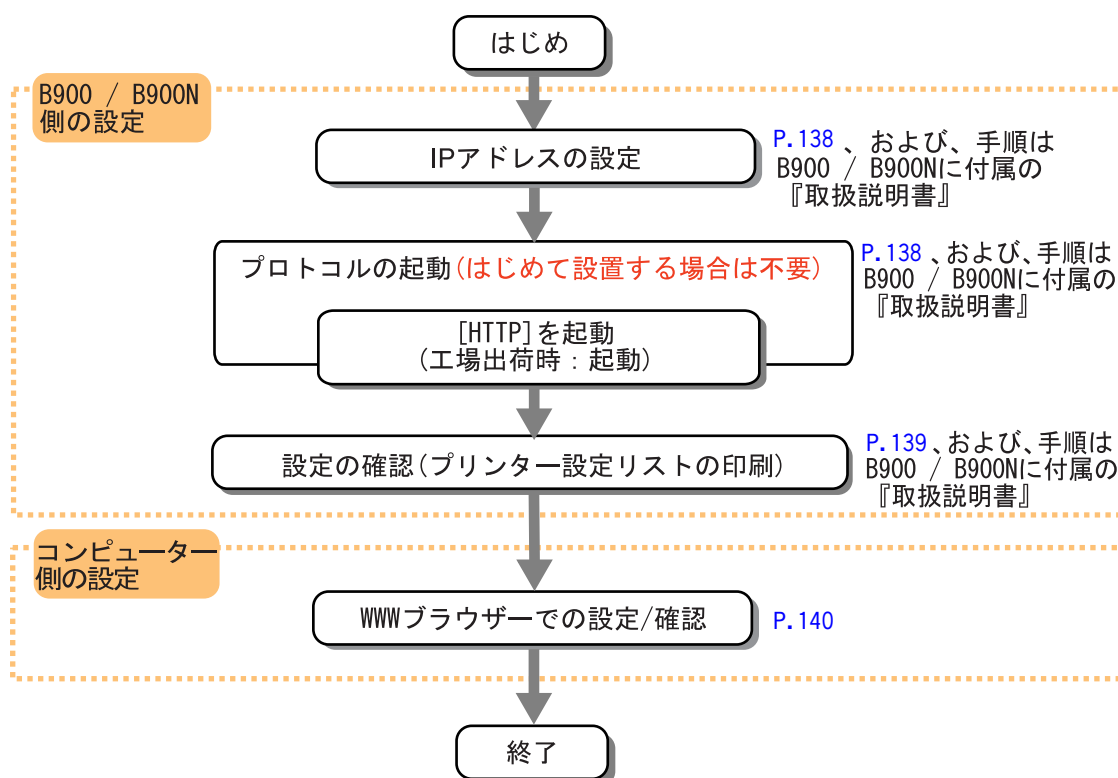 はじめ
B900 / B900N
側の設定
IPアドレスの設定
P.138 、および、手順は
B900 / B900Nに付属の
『取扱説明書』
プロトコルの起動(はじめて設置する場合は不要)
P.138 、および、手順は
B900 / B900Nに付属の
『取扱説明書』
[HTTP]を起動
(工場出荷時：起動)
設定の確認(プリンター設定リストの印刷)
P.139 、および、手順は
B900 / B900Nに付属の
『取扱説明書』
コンピューター
側の設定
WWWブラウザーでの設定/確認
P.140
終了